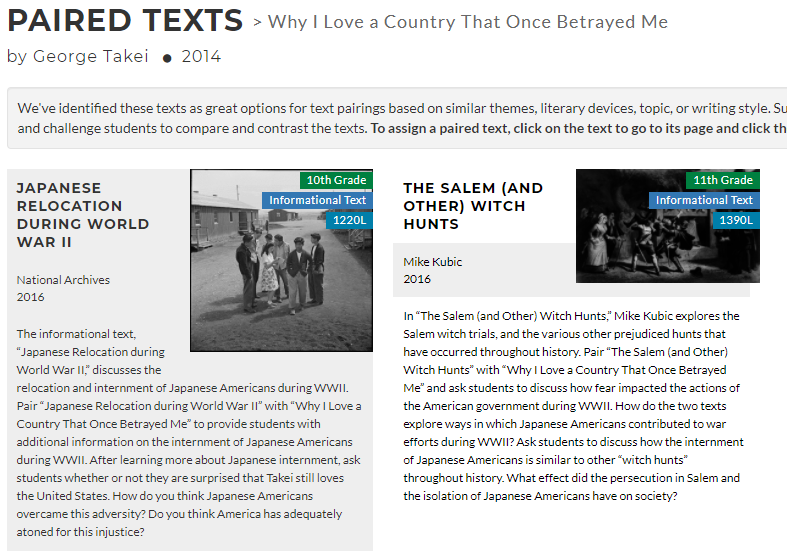 PAIRED TEXTS > Why I Love a Country That Once Betrayed Me
by George Takei ● 2014
We've identified these texts as great options for text pairings based on similar themes, literary devices, topic, or writing style. Su
and challenge students to compare and contrast the texts. To assign a paired text, click on the text to go to its page and click th
JAPANESE
RELOCATION
DURING WORLD
WAR II
10th Grade
Informational Text
1220L
National Archives
2016
The informational text,
“Japanese Relocation during
World War II,” discusses the
relocation and internment of Japanese Americans during WWII.
Pair “Japanese Relocation during World War II” with “Why I Love a
Country That Once Betrayed Me” to provide students with
additional information on the internment of Japanese Americans
during WWII. After learning more about Japanese internment, ask
students whether or not they are surprised that Takei still loves
the United States. How do you think Japanese Americans
overcame this adversity? Do you think America has adequately
atoned for this injustice?
THE SALEM (AND
OTHER) WITCH
HUNTS
11th Grade
Informational Text
1390L
Mike Kubic
2016
In “The Salem (and Other) Witch Hunts,” Mike Kubic explores the
Salem witch trials, and the various other prejudiced hunts that
have occurred throughout history. Pair “The Salem (and Other)
Witch Hunts” with “Why I Love a Country That Once Betrayed
Me” and ask students to discuss how fear impacted the actions of
the American government during WWII. How do the two texts
explore ways in which Japanese Americans contributed to war
efforts during WWII? Ask students to discuss how the internment
of Japanese Americans is similar to other “witch hunts”
throughout history. What effect did the persecution in Salem and
the isolation of Japanese Americans have on society?